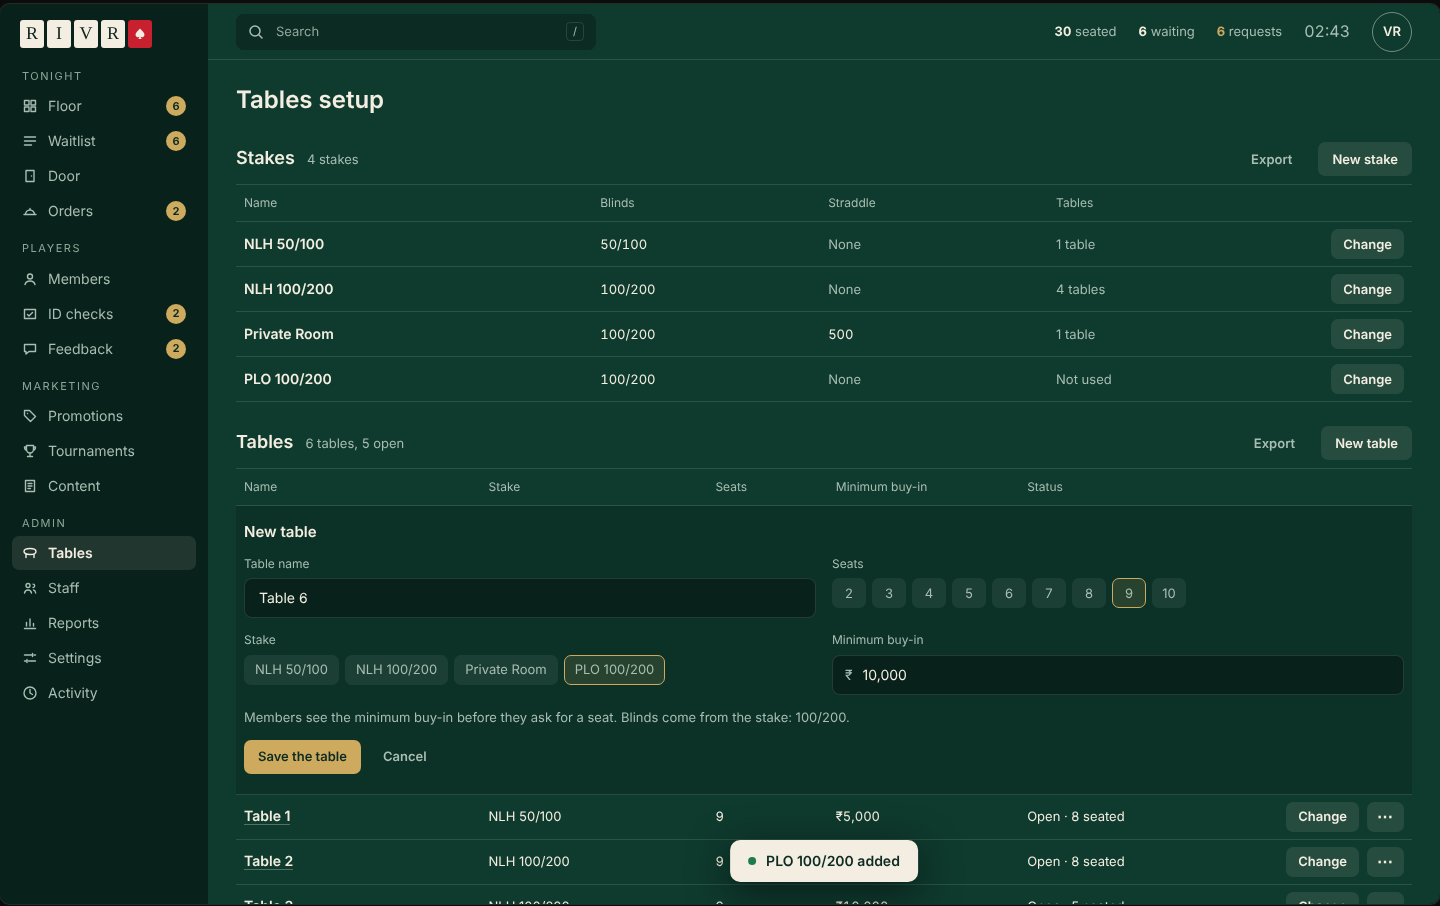 RIVR
Search /
30 seated 6 waiting 6 requests 02:43 VR
TONIGHT
Floor 6
Waitlist 6
Door
Orders 2
PLAYERS
Members
ID checks 2
Feedback 2
MARKETING
Promotions
Tournaments
Content
ADMIN
Tables
Staff
Reports
Settings
Activity
Tables setup
Stakes 4 stakes Export New stake
Name Blinds Straddle Tables
NLH 50/100 50/100 None 1 table Change
NLH 100/200 100/200 None 4 tables Change
Private Room 100/200 500 1 table Change
PLO 100/200 100/200 None Not used Change
Tables 6 tables, 5 open Export New table
Name Stake Seats Minimum buy-in Status
New table
Table name Seats
Table 6 2 3 4 5 6 7 8 9 10
Stake Minimum buy-in
NLH 50/100 NLH 100/200 Private Room PLO 100/200 ₹ 10,000
Members see the minimum buy-in before they ask for a seat. Blinds come from the stake: 100/200.
Save the table Cancel
Table 1 NLH 50/100 9 ₹5,000 Open · 8 seated Change ...
Table 2 NLH 100/200 9 Open · 8 seated Change ...
PLO 100/200 added